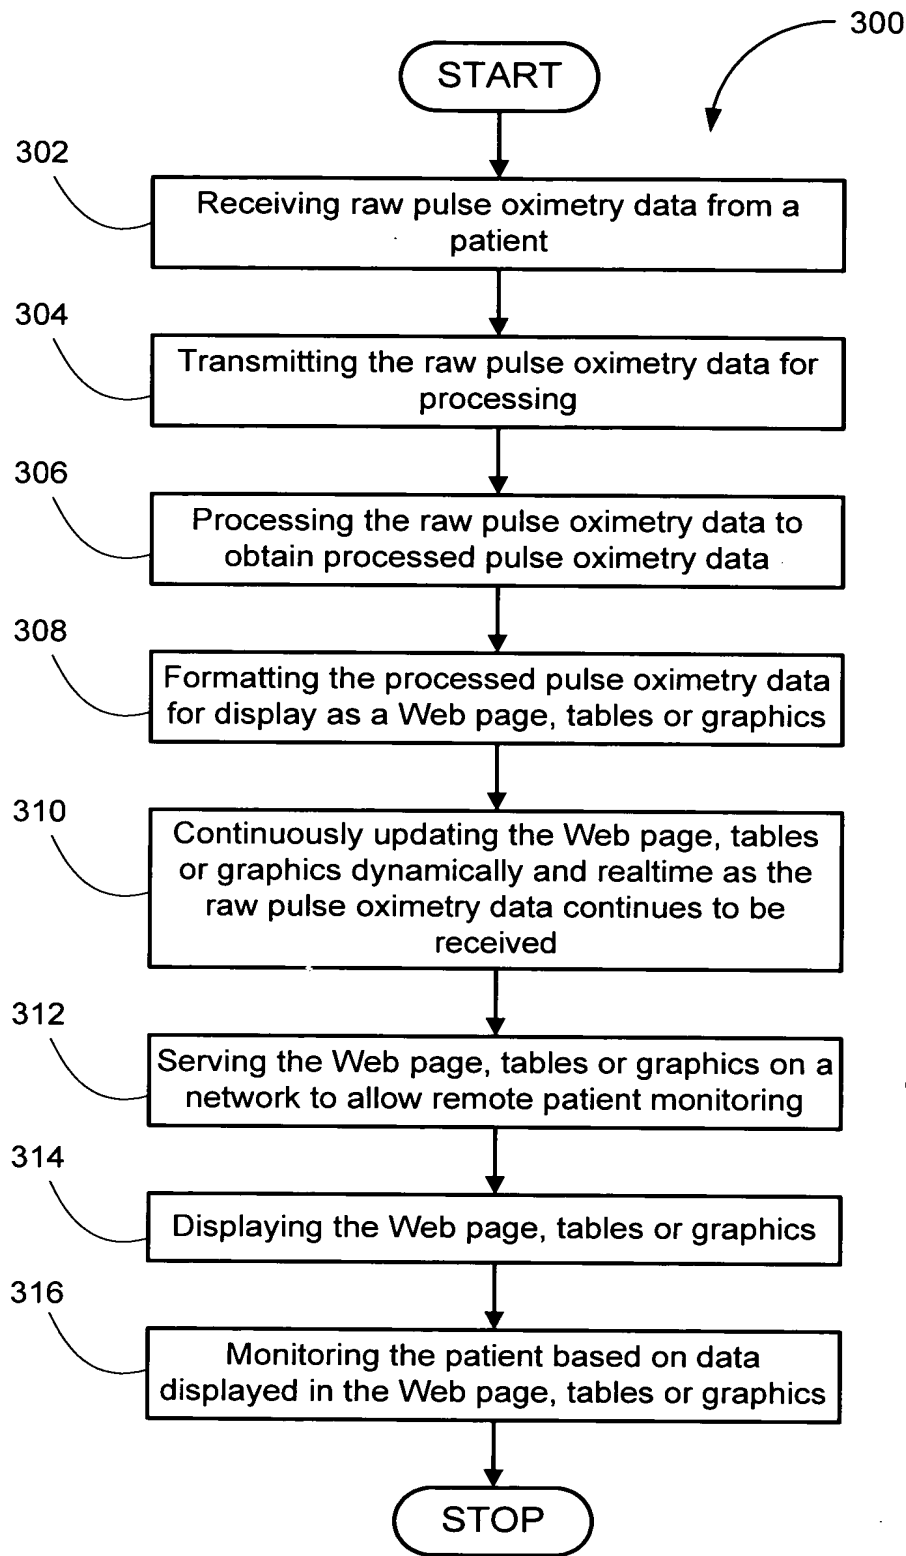 300
START
302
Receiving raw pulse oximetry data from a
patient
304
Transmitting the raw pulse oximetry data for
processing
306
Processing the raw pulse oximetry data to
obtain processed pulse oximetry data
308
Formatting the processed pulse oximetry data
for display as a Web page, tables or graphics
310
Continuously updating the Web page, tables
or graphics dynamically and realtime as the
raw pulse oximetry data continues to be
received
312
Serving the Web page, tables or graphics on a
network to allow remote patient monitoring
314
Displaying the Web page, tables or graphics
316
Monitoring the patient based on data
displayed in the Web page, tables or graphics
STOP